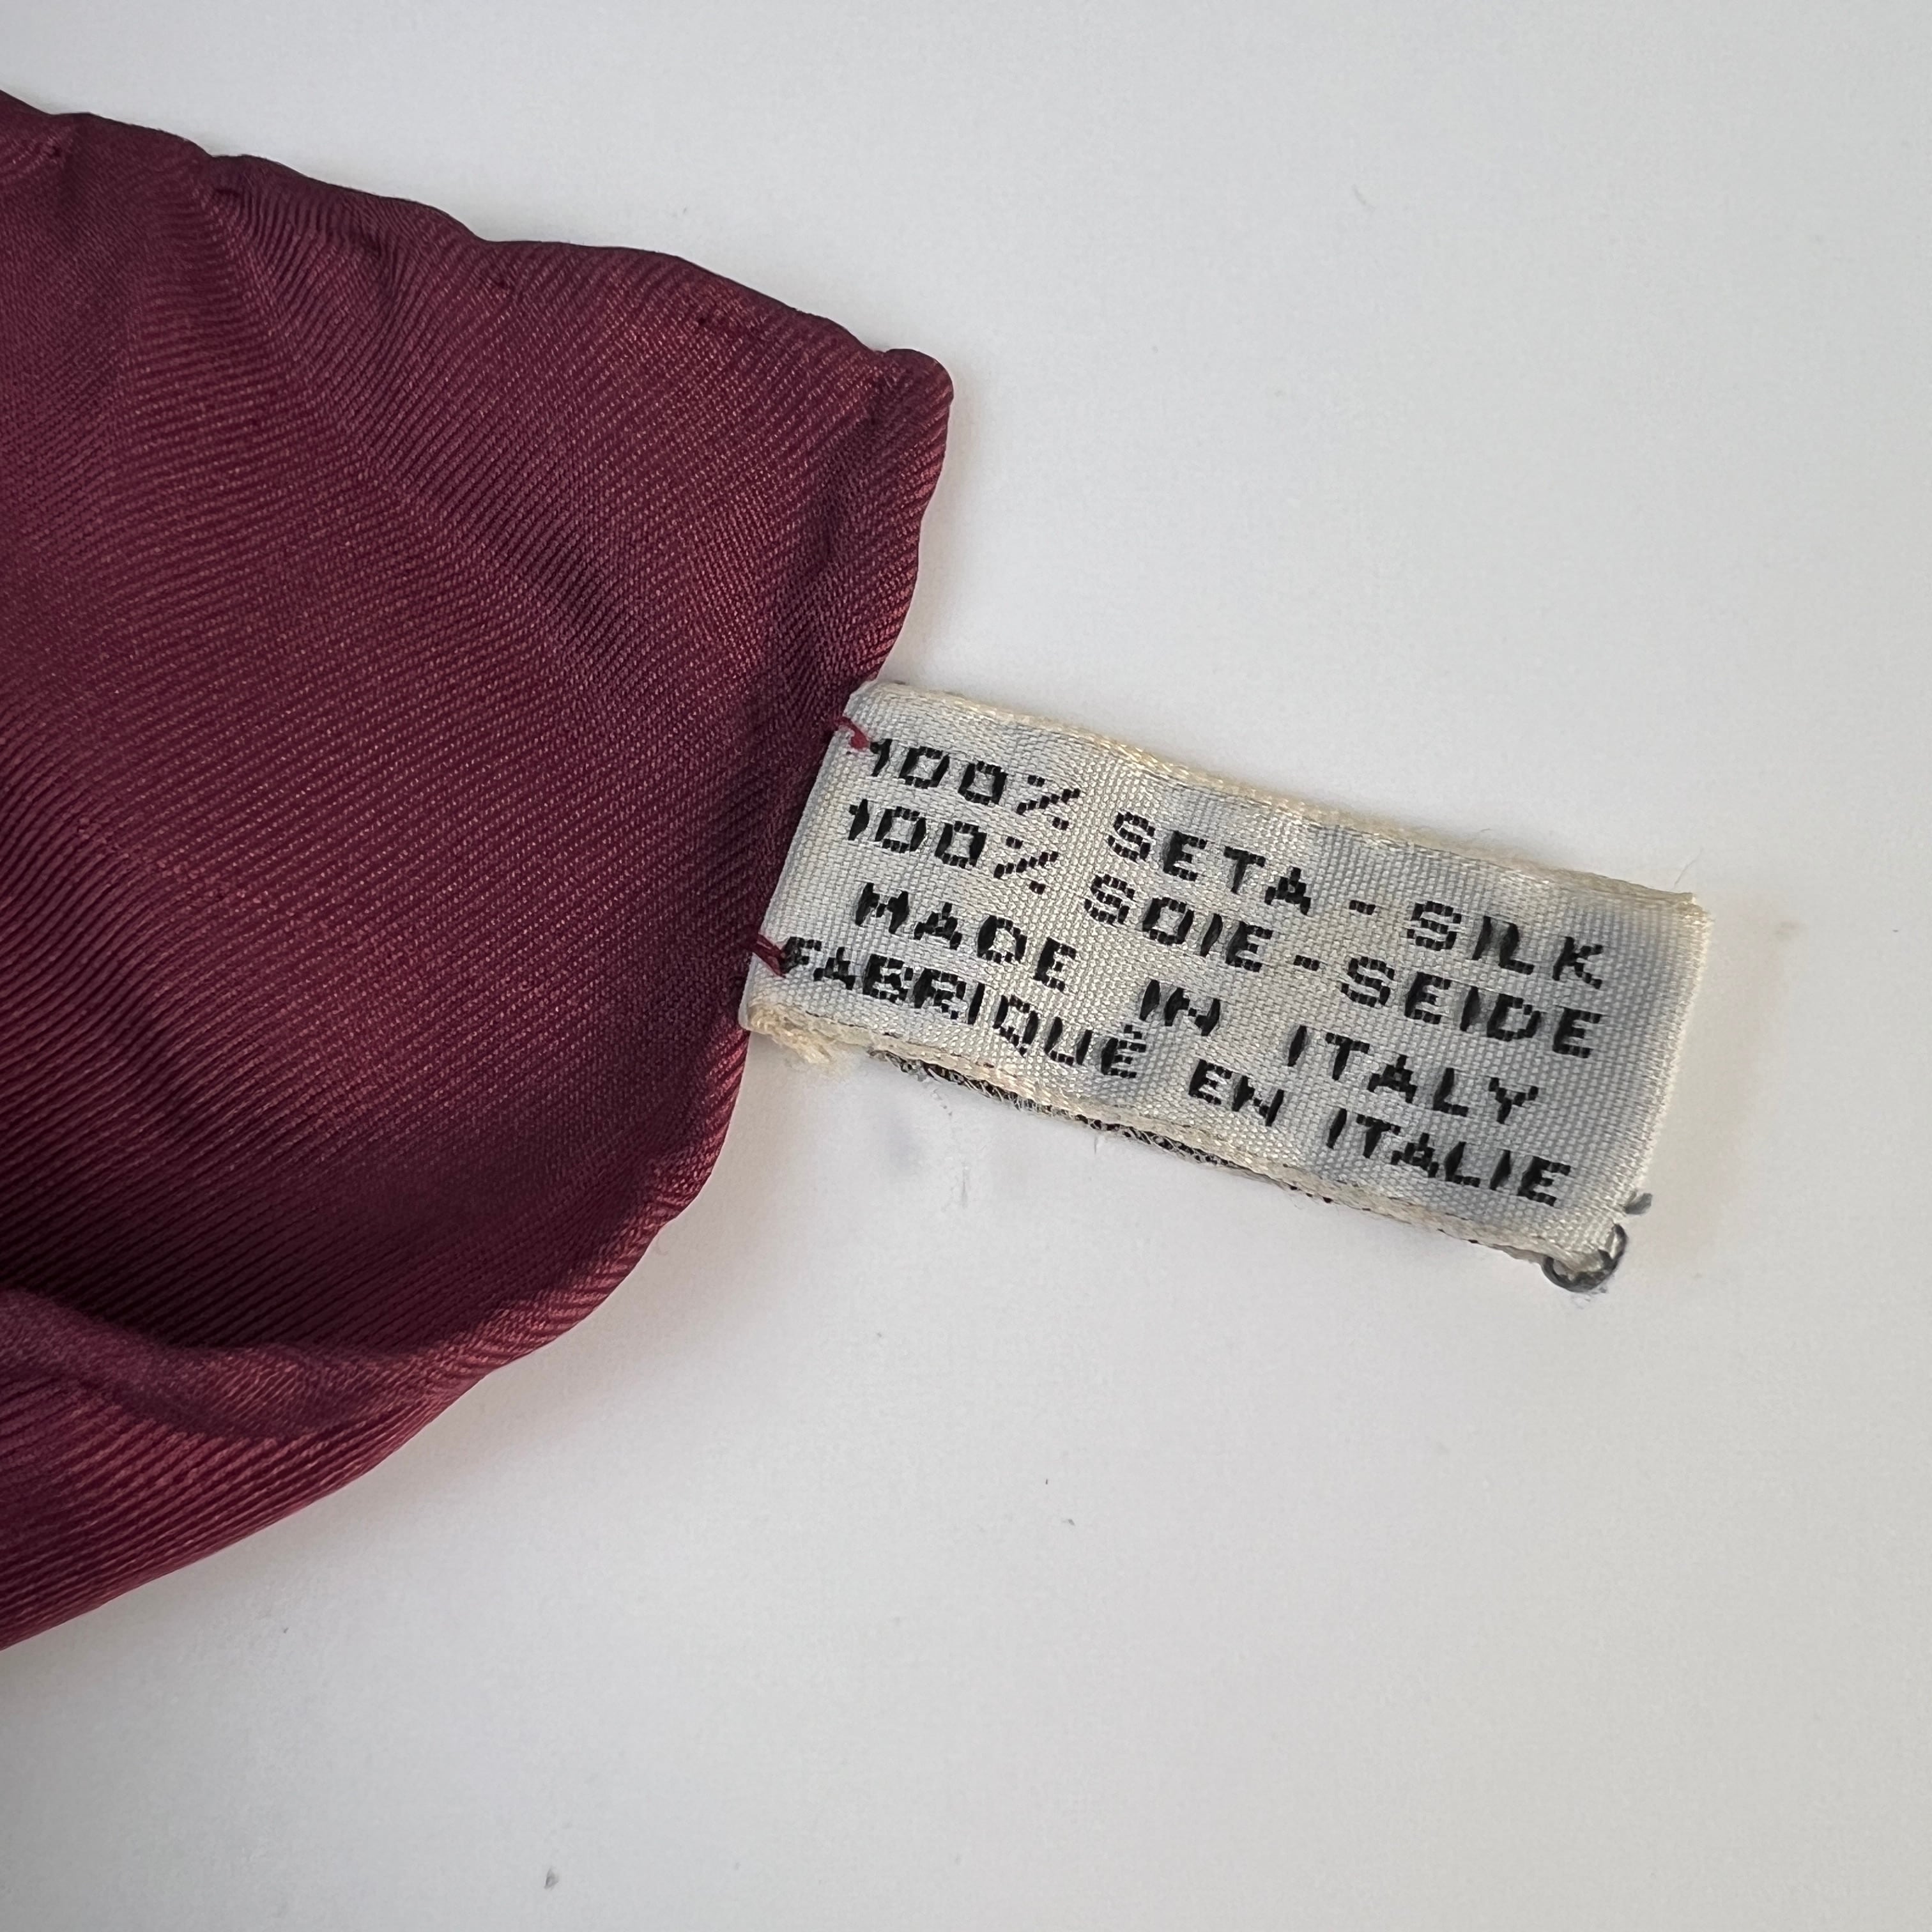 100% SETA - SILK
100% SOIE - SEIDE
MADE IN ITALY
FABRIQUÉ EN ITALIE